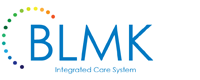 BLMK
Integrated Care System